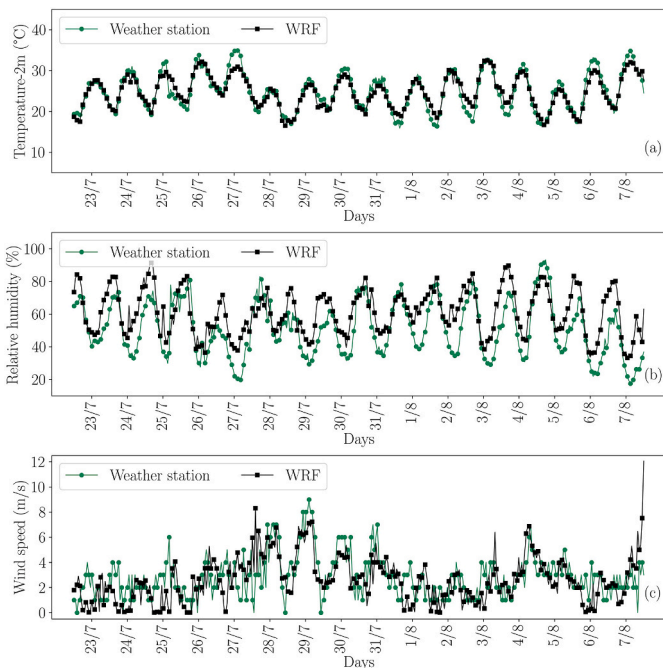 Weather station WRF
Temperature-2m (°C)
40
30
20
10
(a)
23/7 24/7 25/7 26/7 27/7 28/7 29/7 30/7 31/7 1/8 2/8 3/8 4/8 5/8 6/8 7/8
Days
Weather station WRF
Relative humidity (%)
100
80
60
40
20
(b)
23/7 24/7 25/7 26/7 27/7 28/7 29/7 30/7 31/7 1/8 2/8 3/8 4/8 5/8 6/8 7/8
Days
Weather station WRF
Wind speed (m/s)
12
10
8
6
4
2
0
(c)
23/7 24/7 25/7 26/7 27/7 28/7 29/7 30/7 31/7 1/8 2/8 3/8 4/8 5/8 6/8 7/8
Days